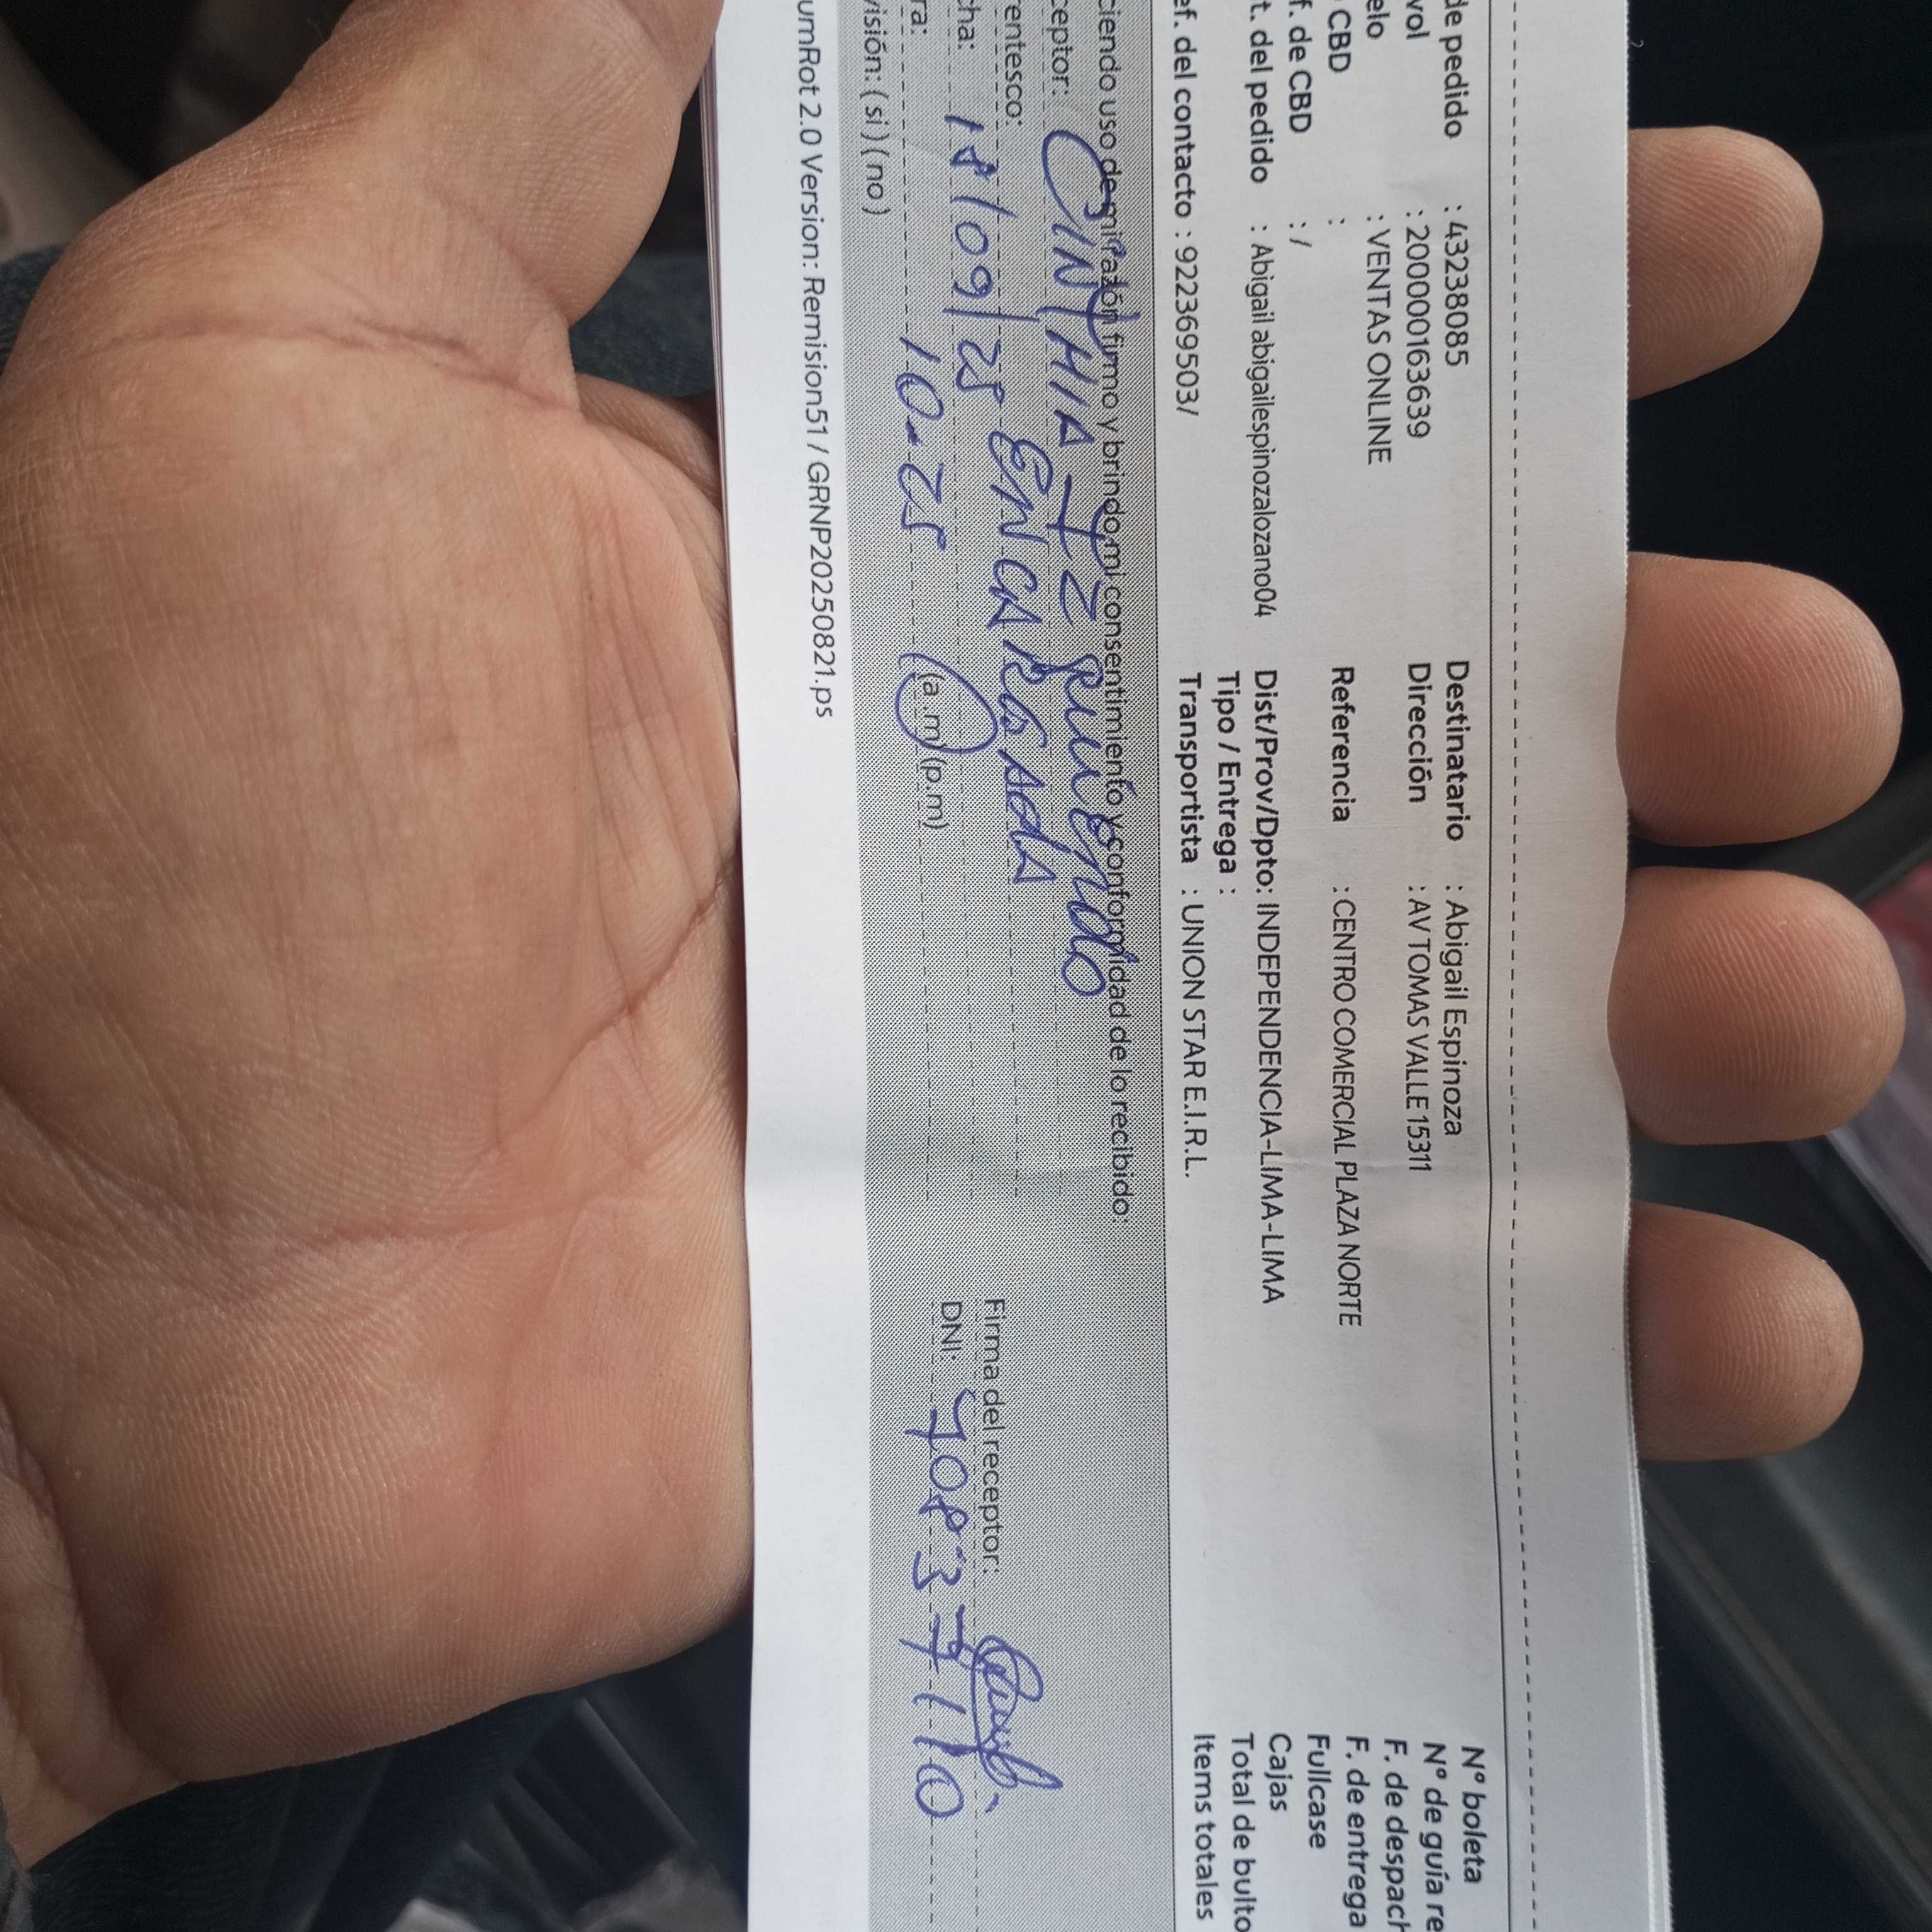 de pedido : 43238085 Destinatario : Abigail Espinoza Nº boleta
vol : 2000000163639 Dirección : AV TOMAS VALLE 15311 Nº de guía re
elo : VENTAS ONLINE F. de despach
CBD : Referencia : CENTRO COMERCIAL PLAZA NORTE F. de entrega
f. de CBD : / Fullcase
t. del pedido : Abigail abigailespinozalozano04 Dist/Prov/Dpto: INDEPENDENCIA-LIMA-LIMA Cajas
Tipo / Entrega : Total de bulto
ef. del contacto : 922369503/ Transportista : UNION STAR E.I.R.L. Items totales
ciendo uso de mi razón firmo y brindo mi consentimiento y conformidad de lo recibido:
ceptor: CINTHIA
entesco: ENCARGADA Firma del receptor:
cha: 18/09/25 DNI: 40837110
ra: 10-25 (a.m) (p.m)
visión: ( si ) ( no )
umRot 2.0 Version: Remision51 / GRNP20250821.ps